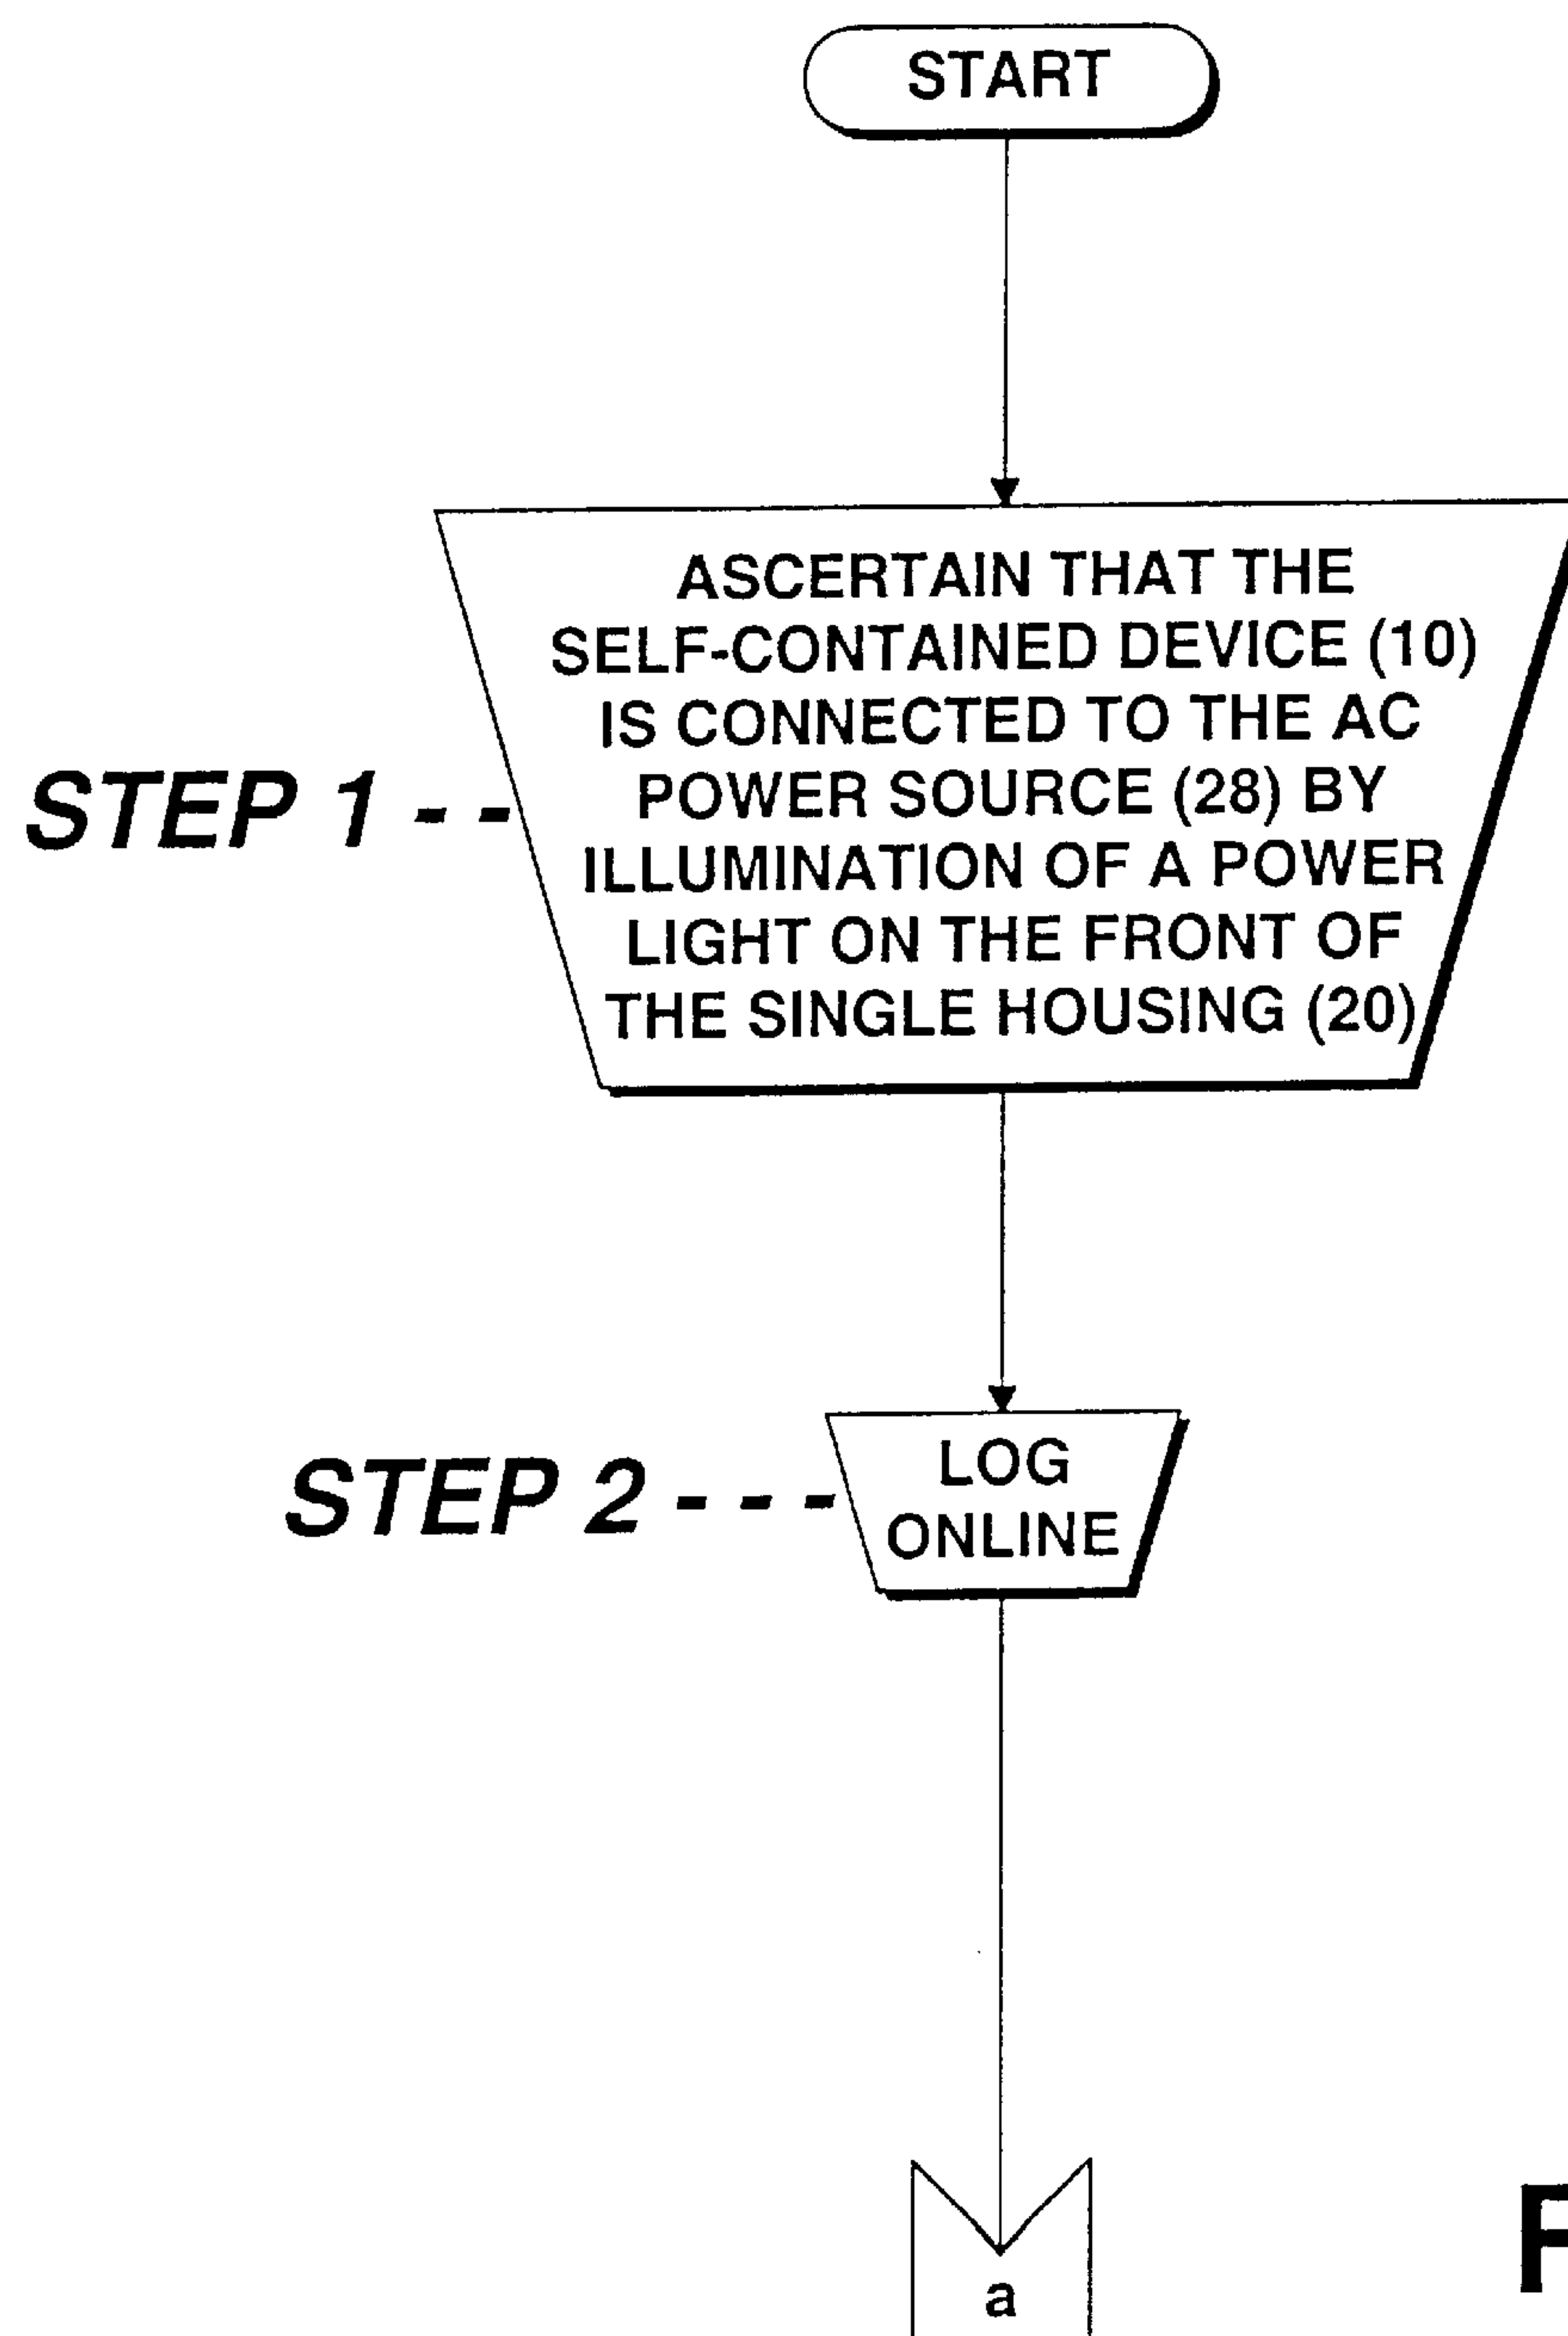 START
ASCERTAIN THAT THE
SELF-CONTAINED DEVICE (10)
IS CONNECTED TO THE AC
POWER SOURCE (28) BY
ILLUMINATION OF A POWER
LIGHT ON THE FRONT OF
THE SINGLE HOUSING (20)
STEP 1 - -
LOG
ONLINE
STEP 2 - - -
a
F